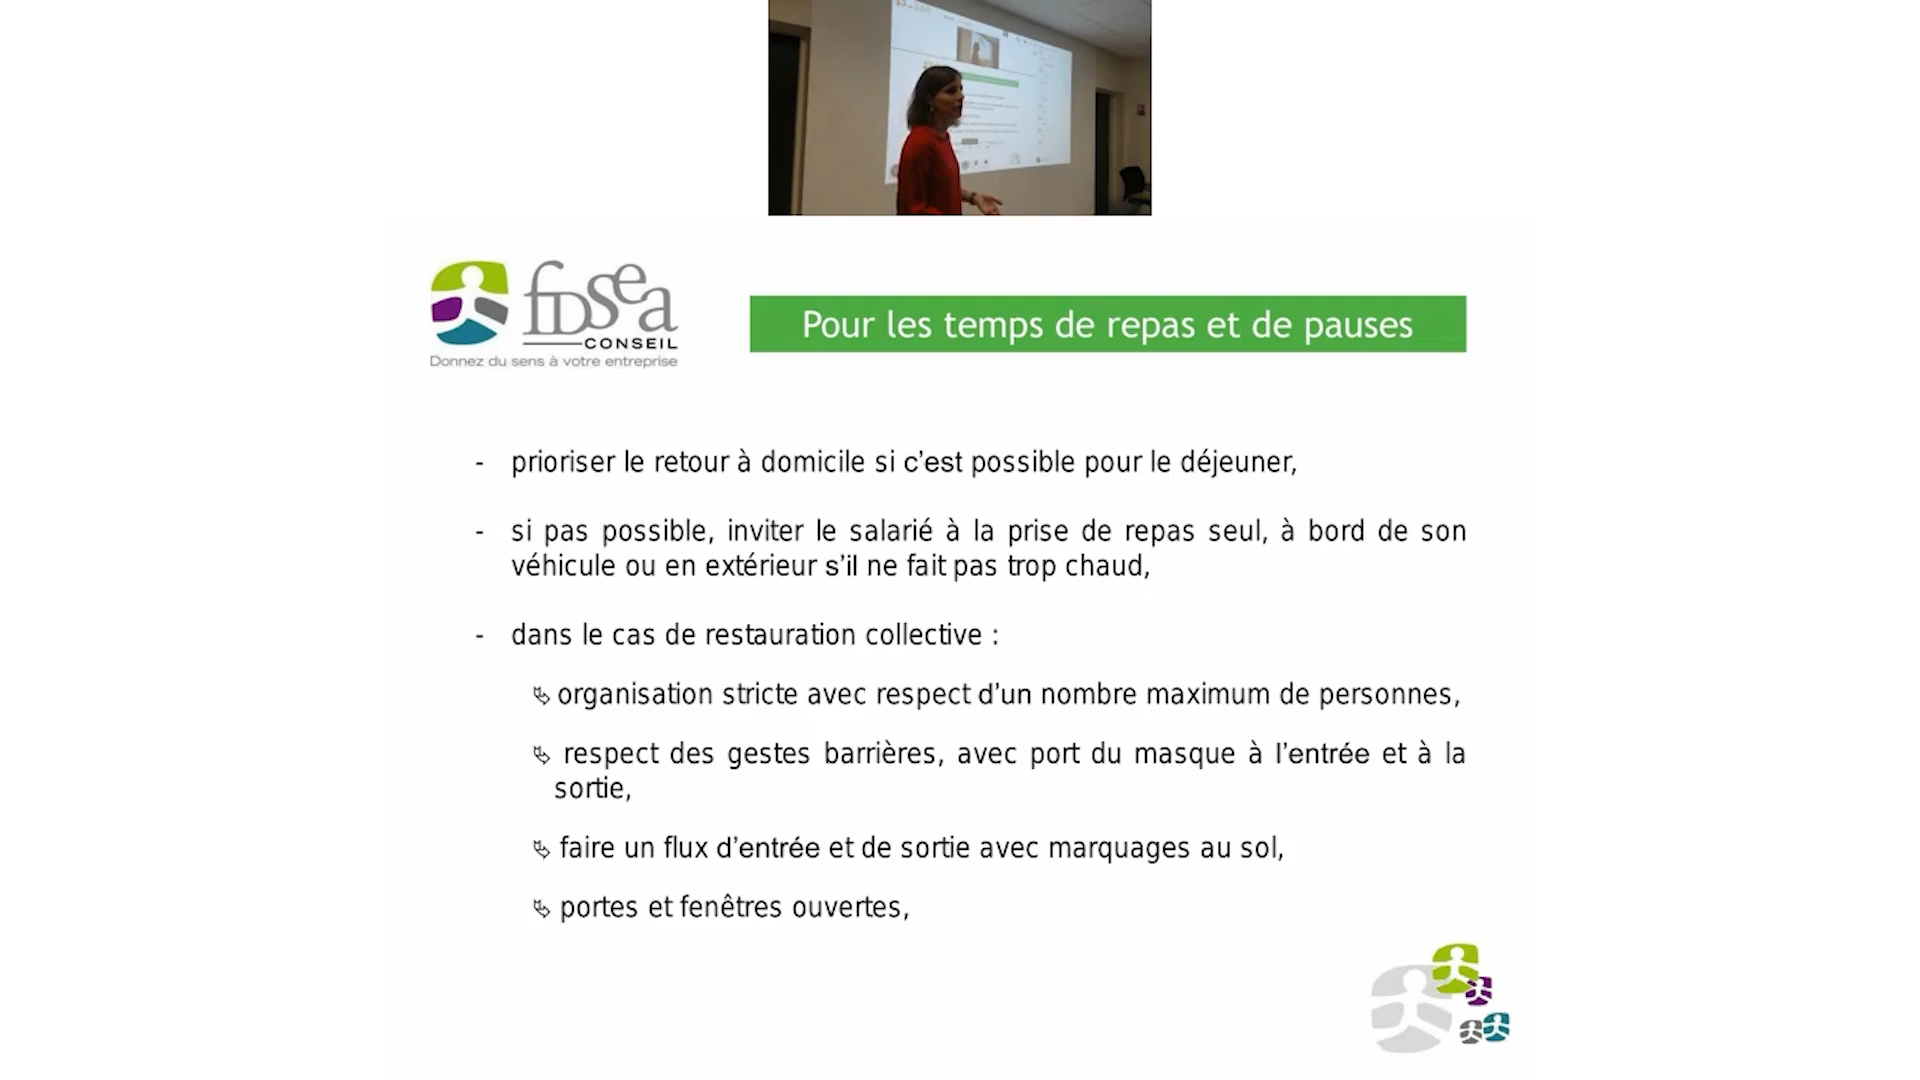 fdsea
CONSEIL
Donnez du sens à votre entreprise
Pour les temps de repas et de pauses
- prioriser le retour à domicile si c’est possible pour le déjeuner,
- si pas possible, inviter le salarié à la prise de repas seul, à bord de son
véhicule ou en extérieur s’il ne fait pas trop chaud,
- dans le cas de restauration collective :
⮱ organisation stricte avec respect d’un nombre maximum de personnes,
⮱ respect des gestes barrières, avec port du masque à l’entrée et à la
sortie,
⮱ faire un flux d’entrée et de sortie avec marquages au sol,
⮱ portes et fenêtres ouvertes,